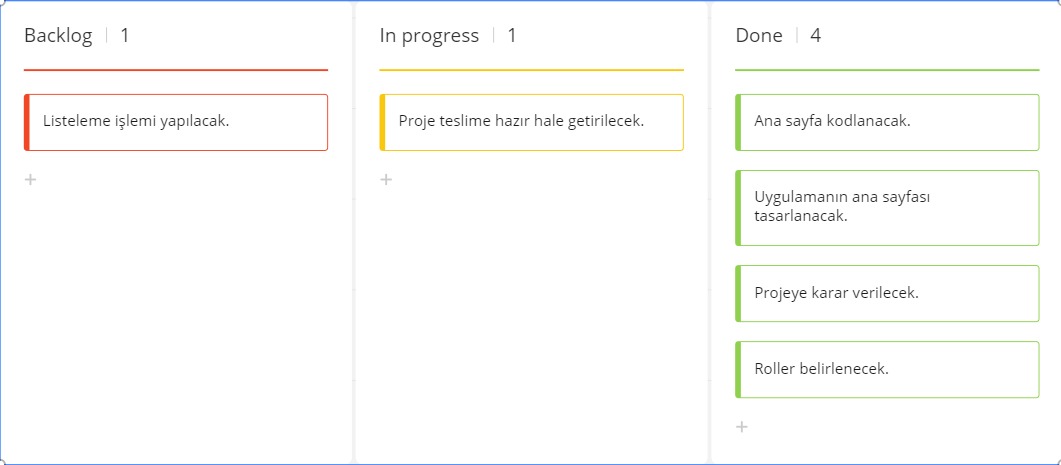 Backlog | 1
Listeleme işlemi yapılacak.
+
In progress | 1
Proje teslime hazır hale getirilecek.
+
Done | 4
Ana sayfa kodlanacak.
Uygulamanın ana sayfası
tasarlanacak.
Projeye karar verilecek.
Roller belirlenecek.
+